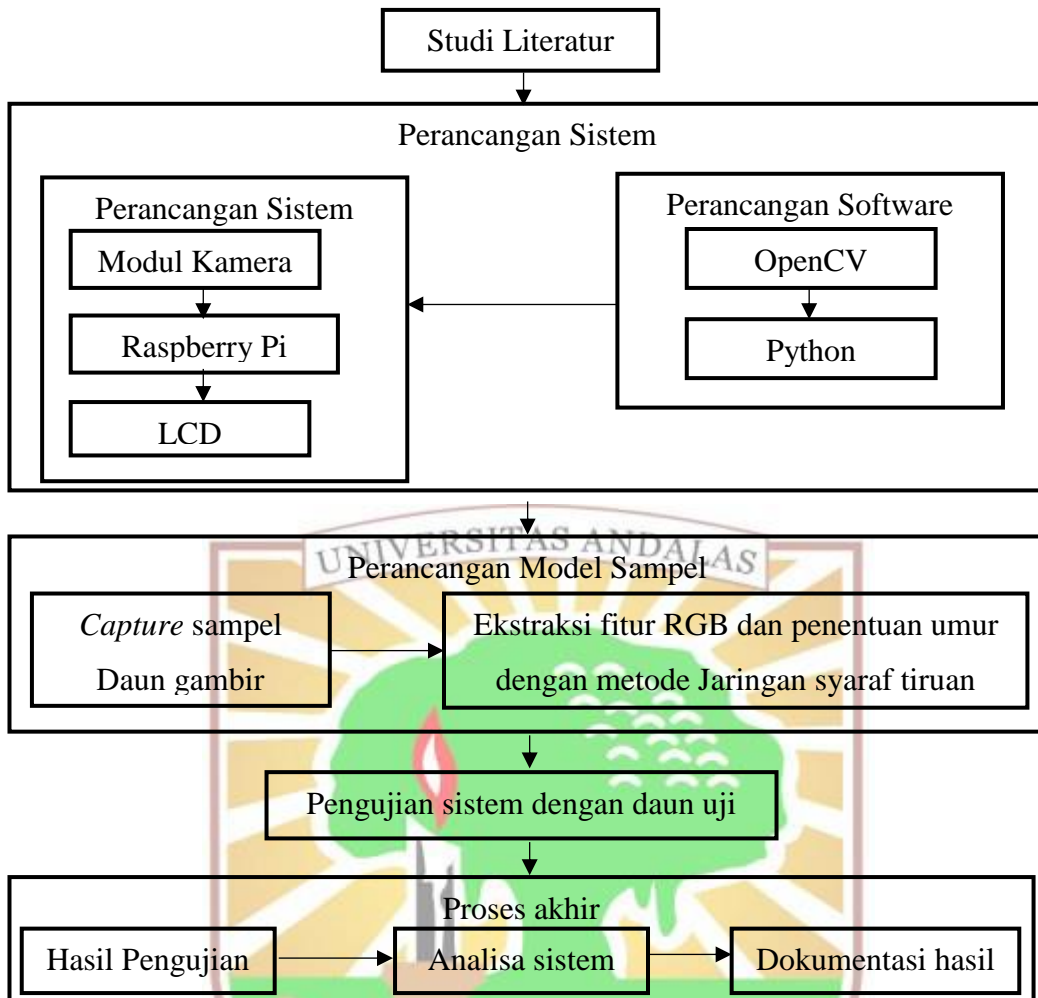 Studi Literatur
Perancangan Sistem
Perancangan Sistem
Modul Kamera
Raspberry Pi
LCD
Perancangan Software
OpenCV
Python
UNIVERSITAS ANDALAS
Perancangan Model Sampel
Capture sampel
Daun gambir
Ekstraksi fitur RGB dan penentuan umur
dengan metode Jaringan syaraf tiruan
Pengujian sistem dengan daun uji
Proses akhir
Hasil Pengujian
Analisa sistem
Dokumentasi hasil